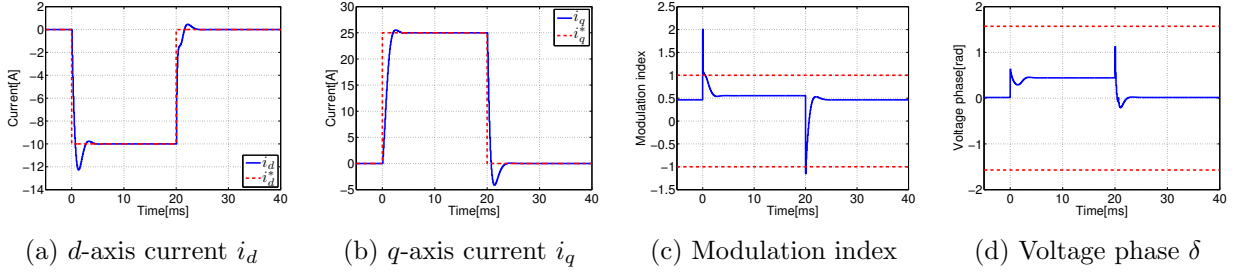 4
2
0
−2
−4
−6
−8
−10
−12
−14
Current[A]
0 10 20 30 40
Time[ms]
i_d
i_d^*
(a) d-axis current i_d
30
25
20
15
10
5
0
−5
Current[A]
0 10 20 30 40
Time[ms]
i_q
i_q^*
(b) q-axis current i_q
2.5
2
1.5
1
0.5
0
−0.5
−1
−1.5
Modulation index
0 10 20 30 40
Time[ms]
(c) Modulation index
2
1
0
−1
−2
Voltage phase[rad]
0 10 20 30 40
Time[ms]
(d) Voltage phase δ